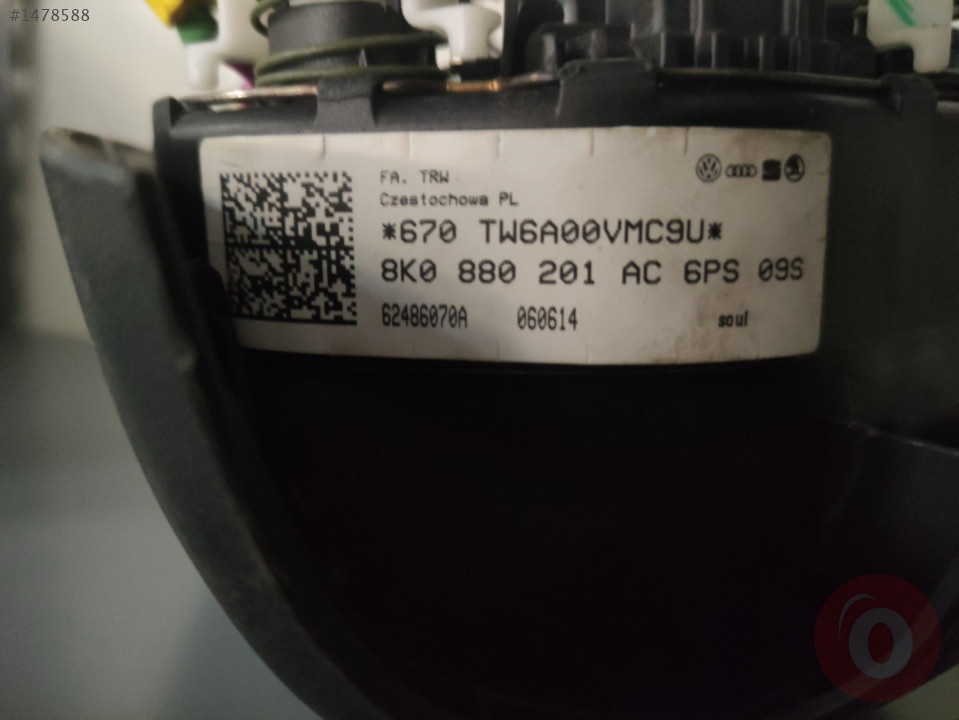 #1478588
FA. TRW
Czestochowa PL
*670 TW6A00VMC9U*
8K0 880 201 AC 6PS 09S
62486070A 060614 soul